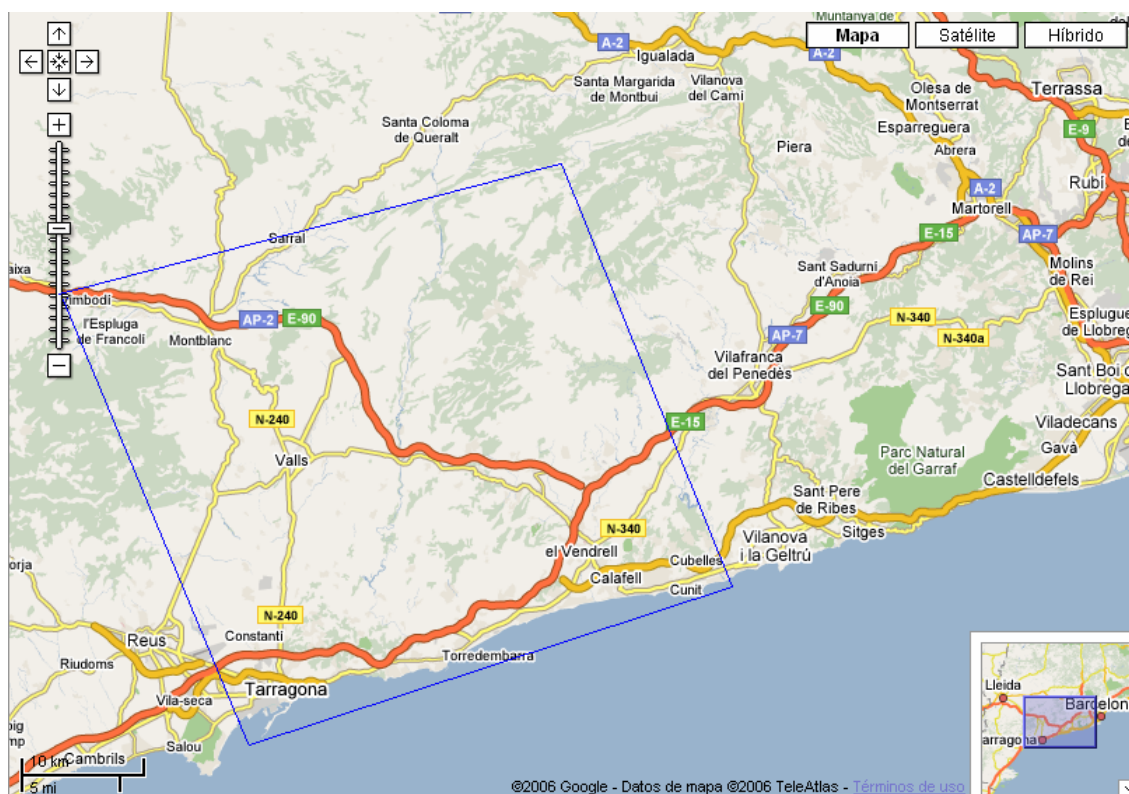 Muntanya de
Mapa
Satélite
Híbrido
A-2
A-2
Igualada
Santa Margarida
de Montbui
Vilanova
del Camí
Olesa de
Montserrat
Terrassa
Santa Coloma
de Queralt
Esparreguera
E-9
Piera
Abrera
A-2
Rubí
Martorell
Sarral
E-15
AP-7
Molins
de Rei
Sant Sadurní
d'Anoia
Vimbodí
l'Espluga
de Francolí
AP-2
E-90
Montblanc
E-90
N-340
AP-7
N-340a
Esplugue
de Llobreg
Vilafranca
del Penedès
Sant Boi d
Llobrega
N-240
E-15
Viladecans
Gavà
Valls
Parc Natural
del Garraf
Castelldefels
Sant Pere
de Ribes
N-340
Sitges
Vilanova
i la Geltrú
el Vendrell
Cubelles
Calafell
Cunit
N-240
Reus
Constantí
Riudoms
Torredembarra
Tarragona
Vila-seca
Salou
Cambrils
10 km
5 mi
Lleida
Barcelon
arragona
©2006 Google - Datos de mapa ©2006 TeleAtlas - Términos de uso